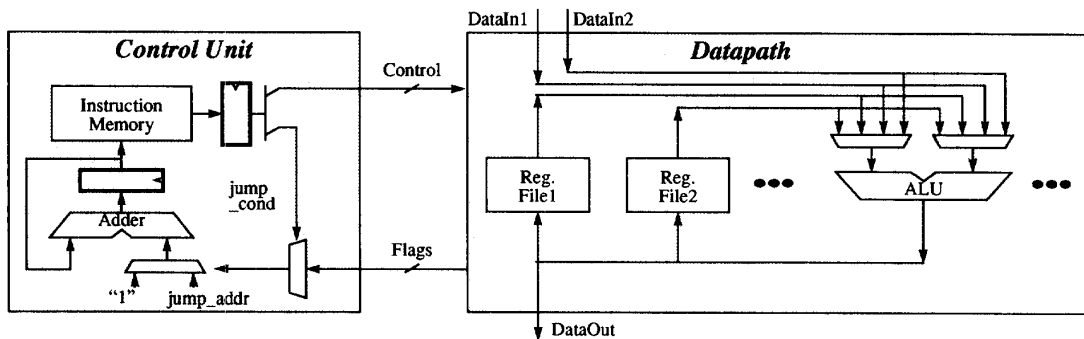 DataIn1
DataIn2
Control Unit
Datapath
Control
Instruction
Memory
jump
_cond
Reg.
File1
Reg.
File2
ALU
Adder
Flags
"1"
jump_addr
DataOut